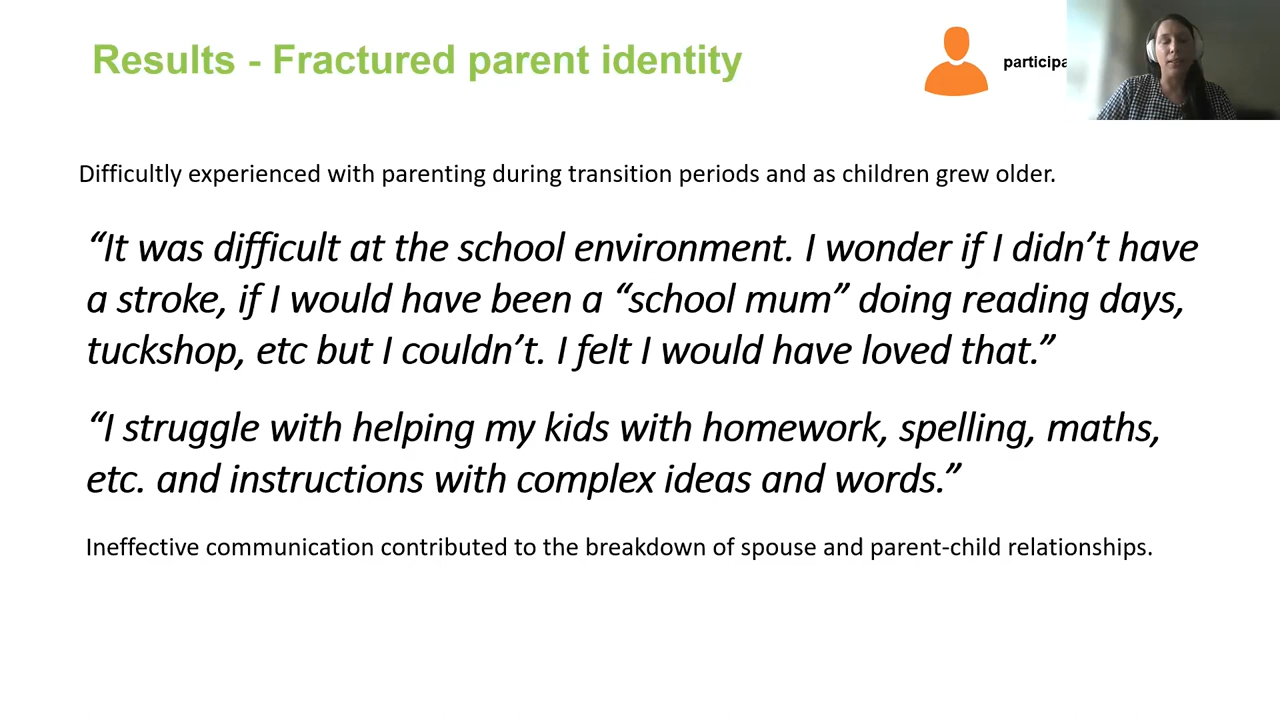 Results - Fractured parent identity
Difficultly experienced with parenting during transition periods and as children grew older.
“It was difficult at the school environment. I wonder if I didn’t have
a stroke, if I would have been a “school mum” doing reading days,
tuckshop, etc but I couldn’t. I felt I would have loved that.”
“I struggle with helping my kids with homework, spelling, maths,
etc. and instructions with complex ideas and words.”
Ineffective communication contributed to the breakdown of spouse and parent-child relationships.